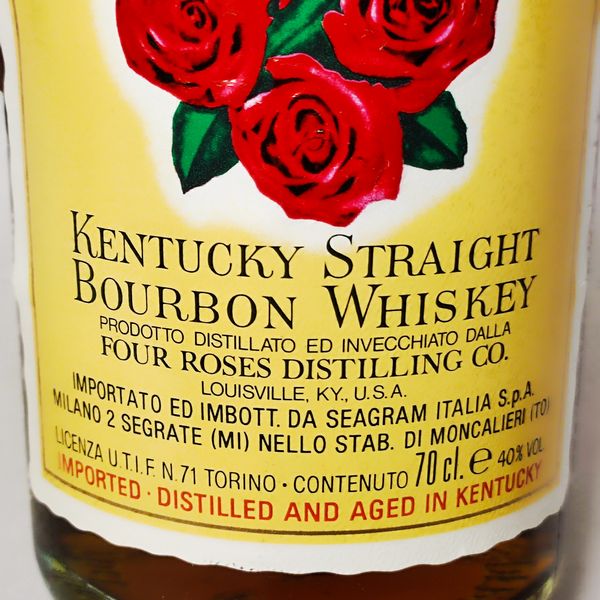 KENTUCKY STRAIGHT
BOURBON WHISKEY
PRODOTTO DISTILLATO ED INVECCHIATO DALLA
FOUR ROSES DISTILLING CO.
LOUISVILLE, KY., U.S.A.
IMPORTATO ED IMBOTT. DA SEAGRAM ITALIA S.p.A.
MILANO 2 SEGRATE (MI) NELLO STAB. DI MONCALIERI (TO)
LICENZA U.T.I.F. N.71 TORINO · CONTENUTO 70 cl. ℮ 40% VOL.
IMPORTED · DISTILLED AND AGED IN KENTUCKY